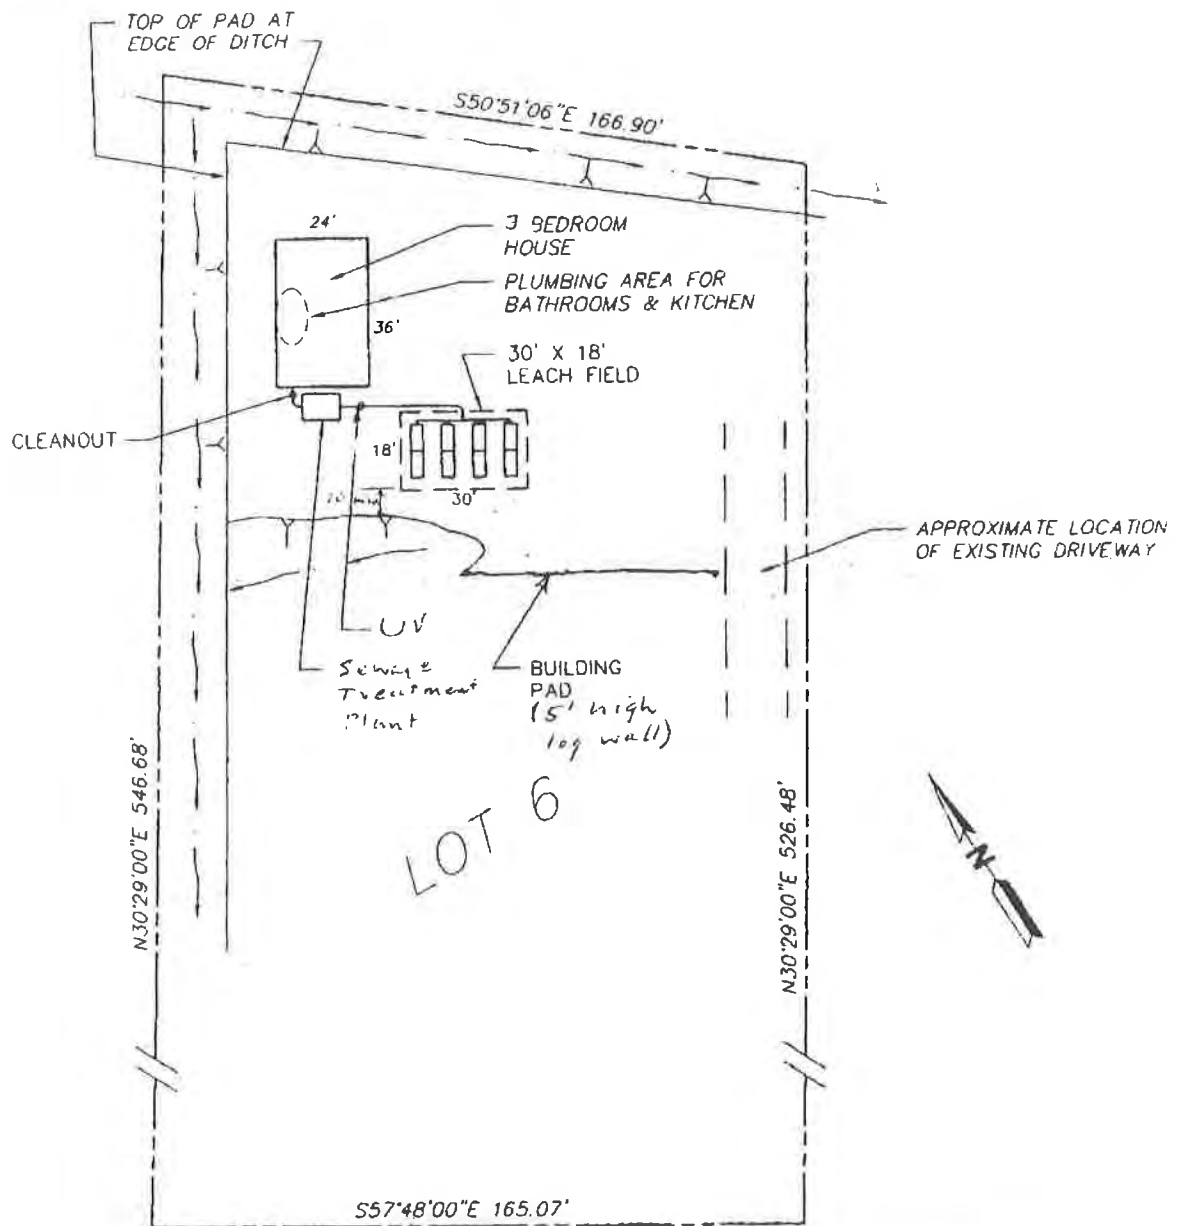 TOP OF PAD AT
EDGE OF DITCH
S50°51'06"E 166.90'
24'
3 BEDROOM
HOUSE
PLUMBING AREA FOR
BATHROOMS & KITCHEN
36'
30' X 18'
LEACH FIELD
CLEANOUT
18'
30'
APPROXIMATE LOCATION
OF EXISTING DRIVEWAY
UV
Sewage
Treatment
Plant
BUILDING
PAD
(5' high
log wall)
LOT 6
N30°29'00"E 546.68'
N30°29'00"E 526.48'
N
S57°48'00"E 165.07'